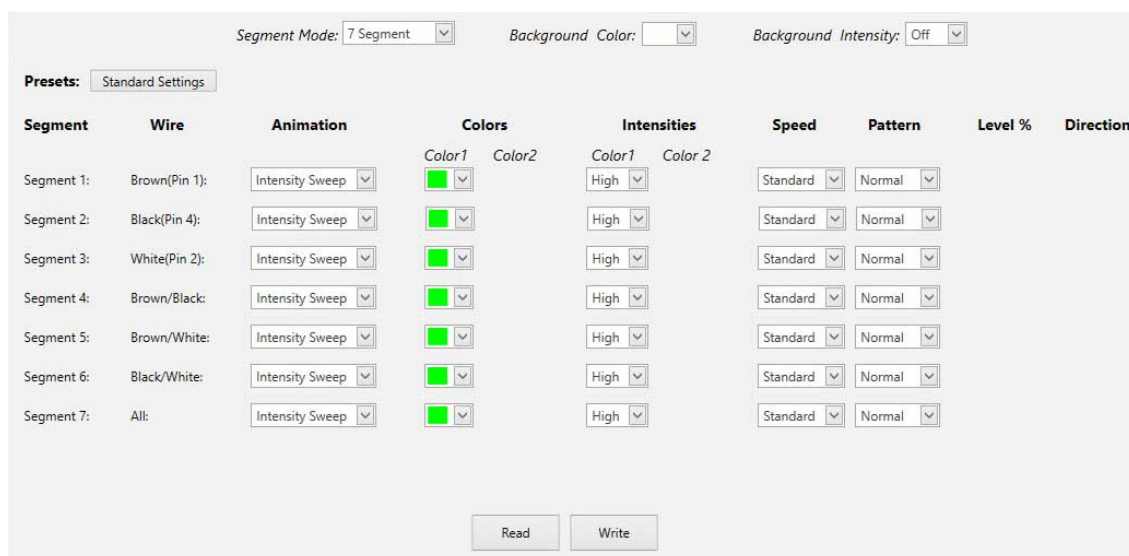 Segment Mode: 7 Segment Background Color: Background Intensity: Off
Presets: Standard Settings
Segment Wire Animation Colors Intensities Speed Pattern Level % Direction
Color1 Color2 Color1 Color 2
Segment 1: Brown(Pin 1): Intensity Sweep High Standard Normal
Segment 2: Black(Pin 4): Intensity Sweep High Standard Normal
Segment 3: White(Pin 2): Intensity Sweep High Standard Normal
Segment 4: Brown/Black: Intensity Sweep High Standard Normal
Segment 5: Brown/White: Intensity Sweep High Standard Normal
Segment 6: Black/White: Intensity Sweep High Standard Normal
Segment 7: All: Intensity Sweep High Standard Normal
Read Write